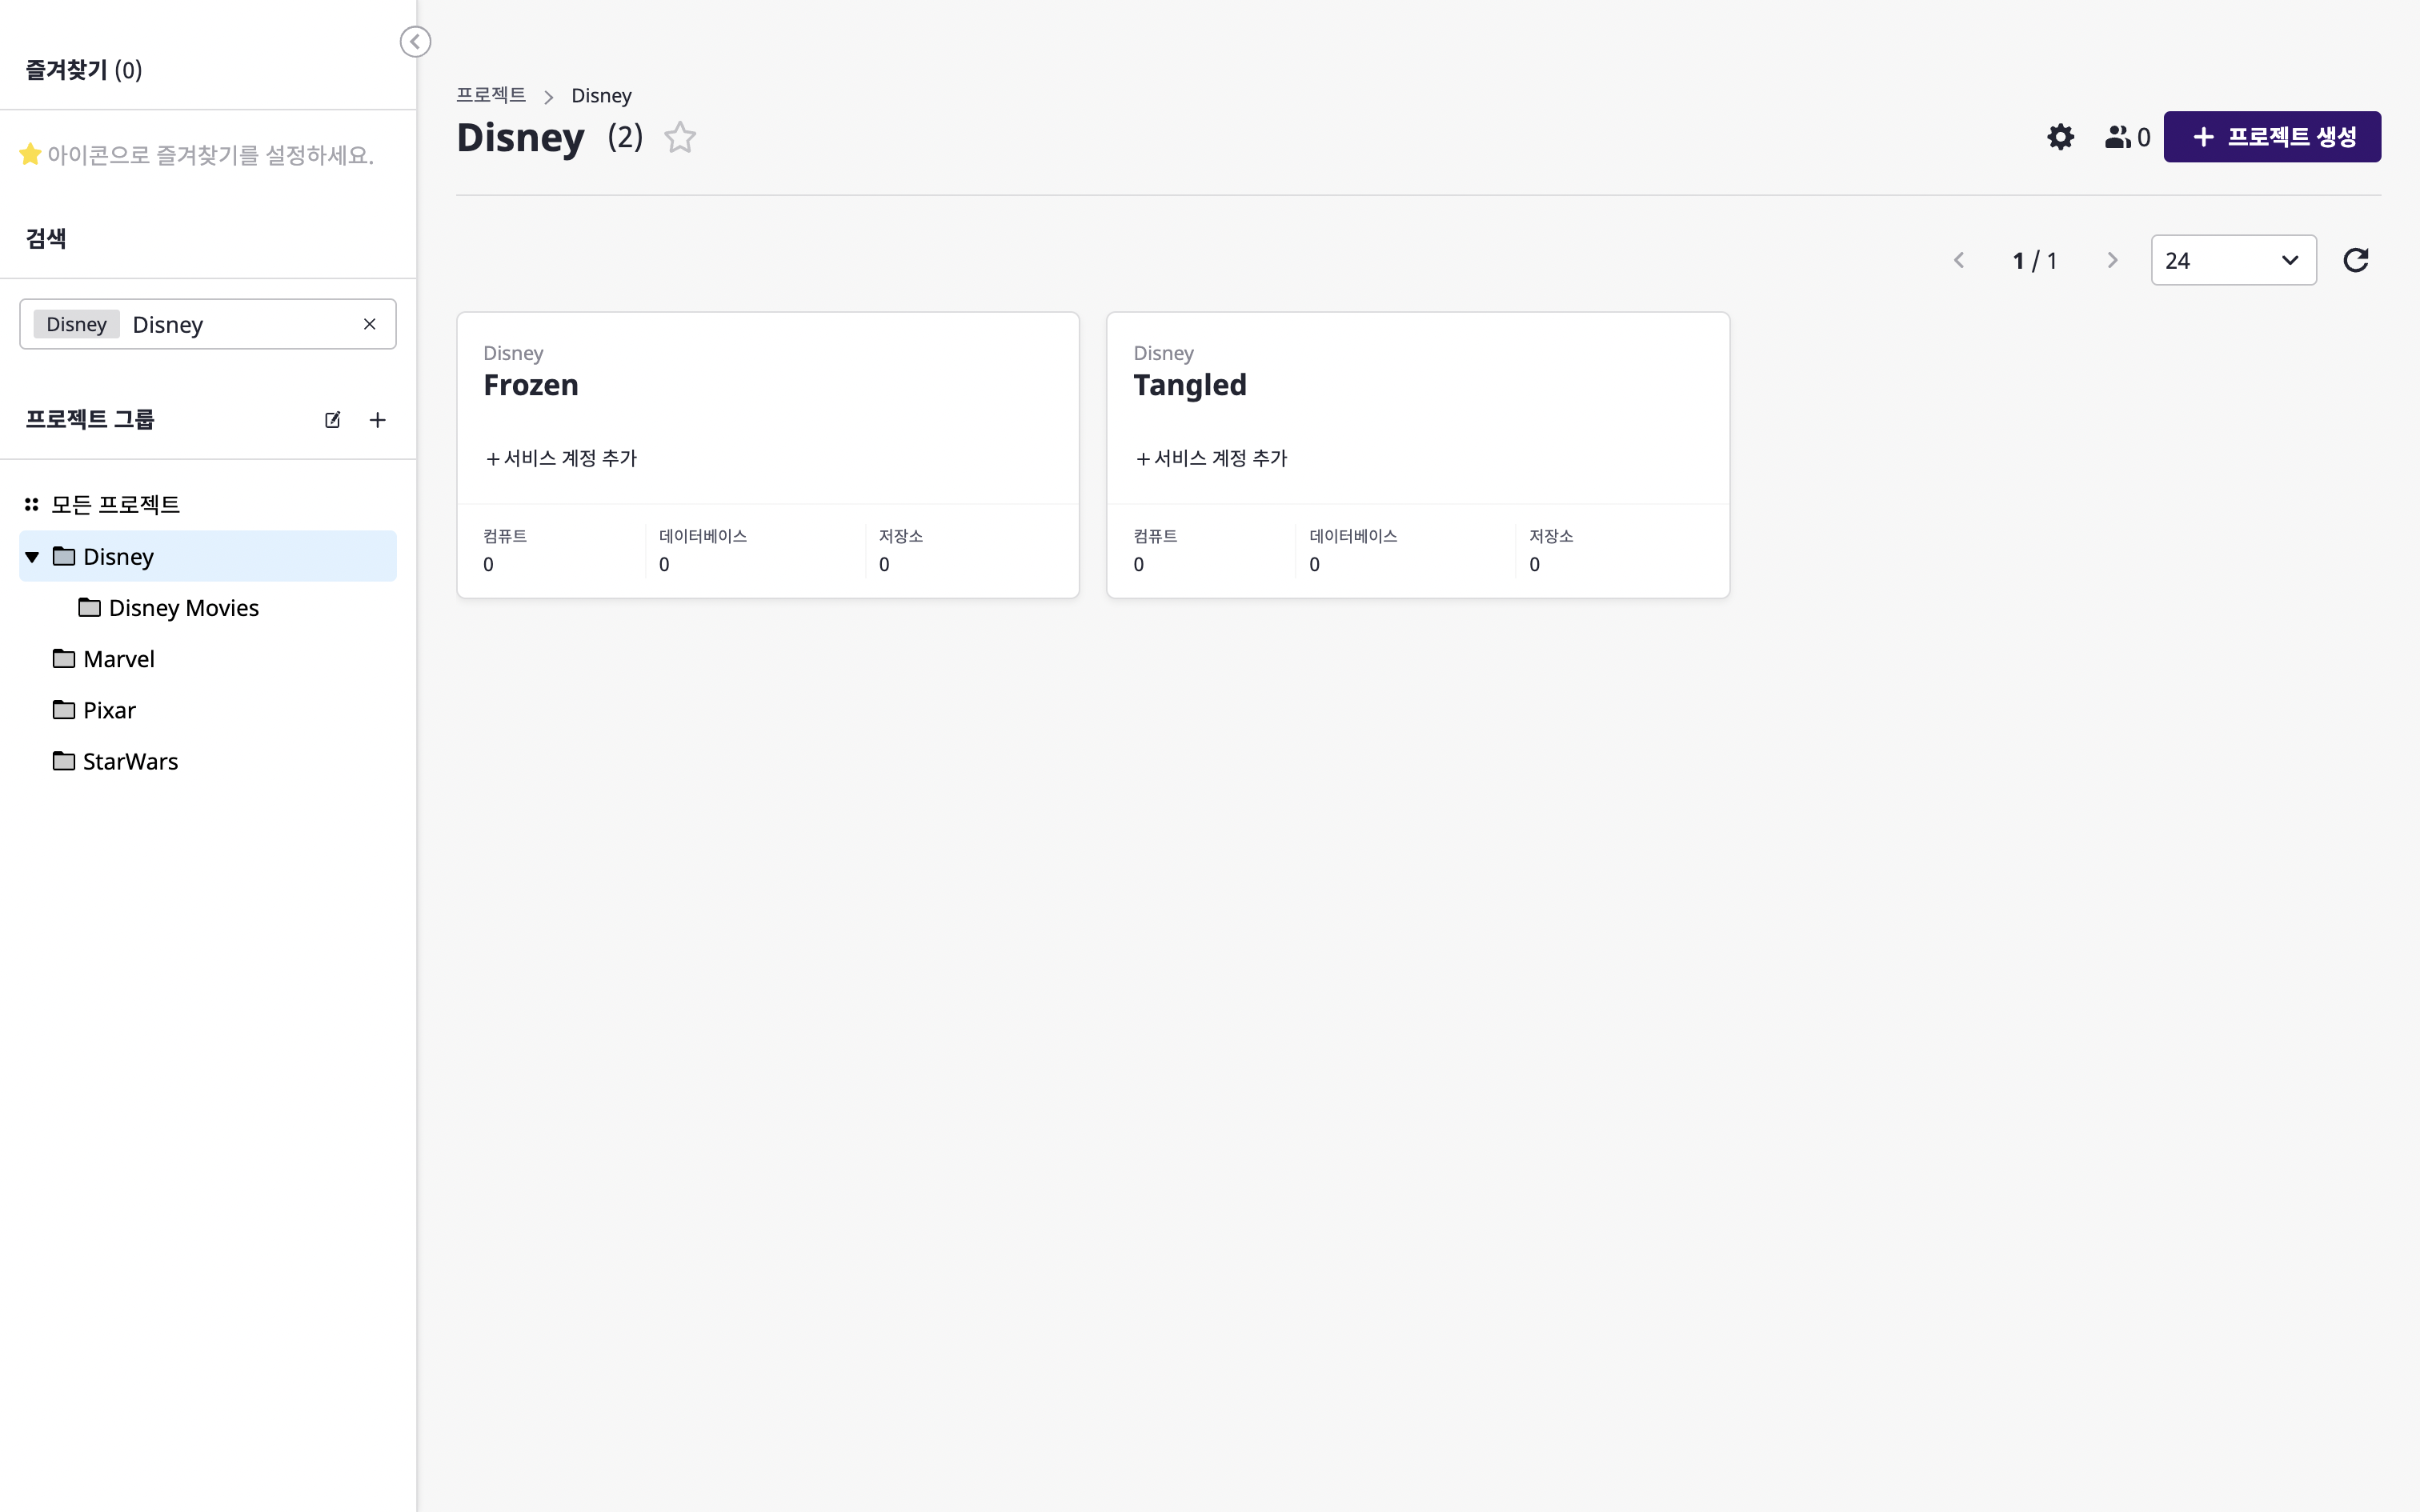 즐겨찾기 (0)
아이콘으로 즐겨찾기를 설정하세요.
검색
Disney Disney
프로젝트 그룹
모든 프로젝트
Disney
Disney Movies
Marvel
Pixar
StarWars
프로젝트 > Disney
Disney (2)
0
+ 프로젝트 생성
1 / 1
24
Disney
Frozen
+ 서비스 계정 추가
컴퓨트 데이터베이스 저장소
0 0 0
Disney
Tangled
+ 서비스 계정 추가
컴퓨트 데이터베이스 저장소
0 0 0